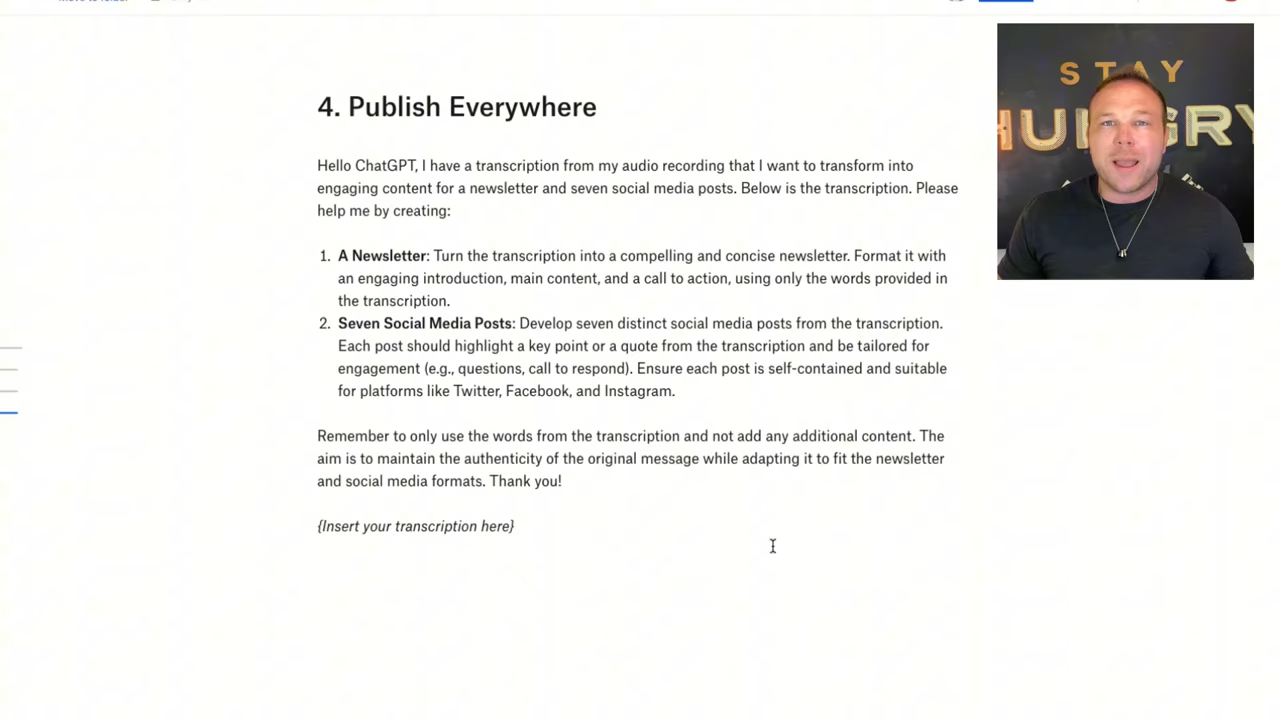 4. Publish Everywhere
Hello ChatGPT, I have a transcription from my audio recording that I want to transform into
engaging content for a newsletter and seven social media posts. Below is the transcription. Please
help me by creating:
1. A Newsletter: Turn the transcription into a compelling and concise newsletter. Format it with
an engaging introduction, main content, and a call to action, using only the words provided in
the transcription.
2. Seven Social Media Posts: Develop seven distinct social media posts from the transcription.
Each post should highlight a key point or a quote from the transcription and be tailored for
engagement (e.g., questions, call to respond). Ensure each post is self-contained and suitable
for platforms like Twitter, Facebook, and Instagram.
Remember to only use the words from the transcription and not add any additional content. The
aim is to maintain the authenticity of the original message while adapting it to fit the newsletter
and social media formats. Thank you!
{Insert your transcription here}
STAY
HUNGRY